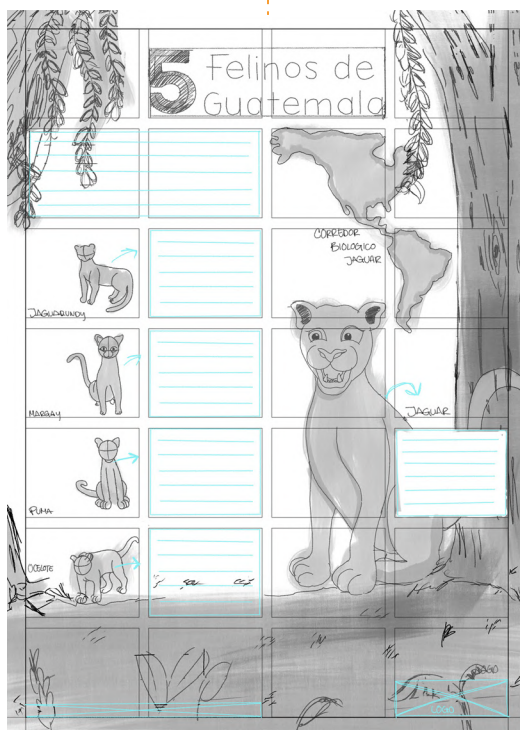 5 Felinos de
Guatemala
CORREDOR
BIOLOGICO
JAGUAR
JAGUARUNDY
MARGAY
JAGUAR
PUMA
OCELOTE
LOGO